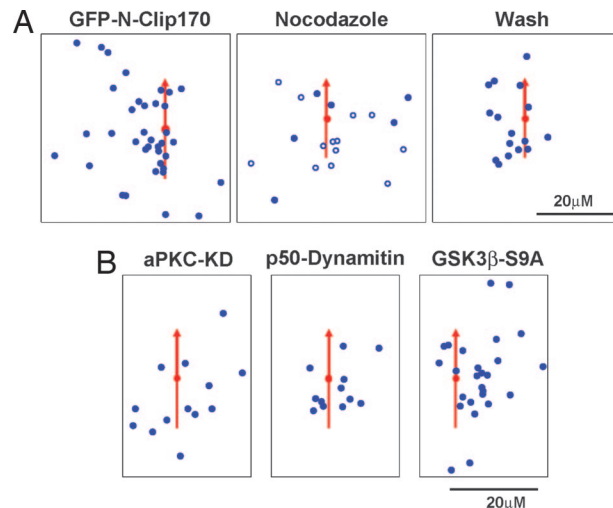 A
GFP-N-Clip170 Nocodazole Wash
20μM
B
aPKC-KD p50-Dynamitin GSK3β-S9A
20μM